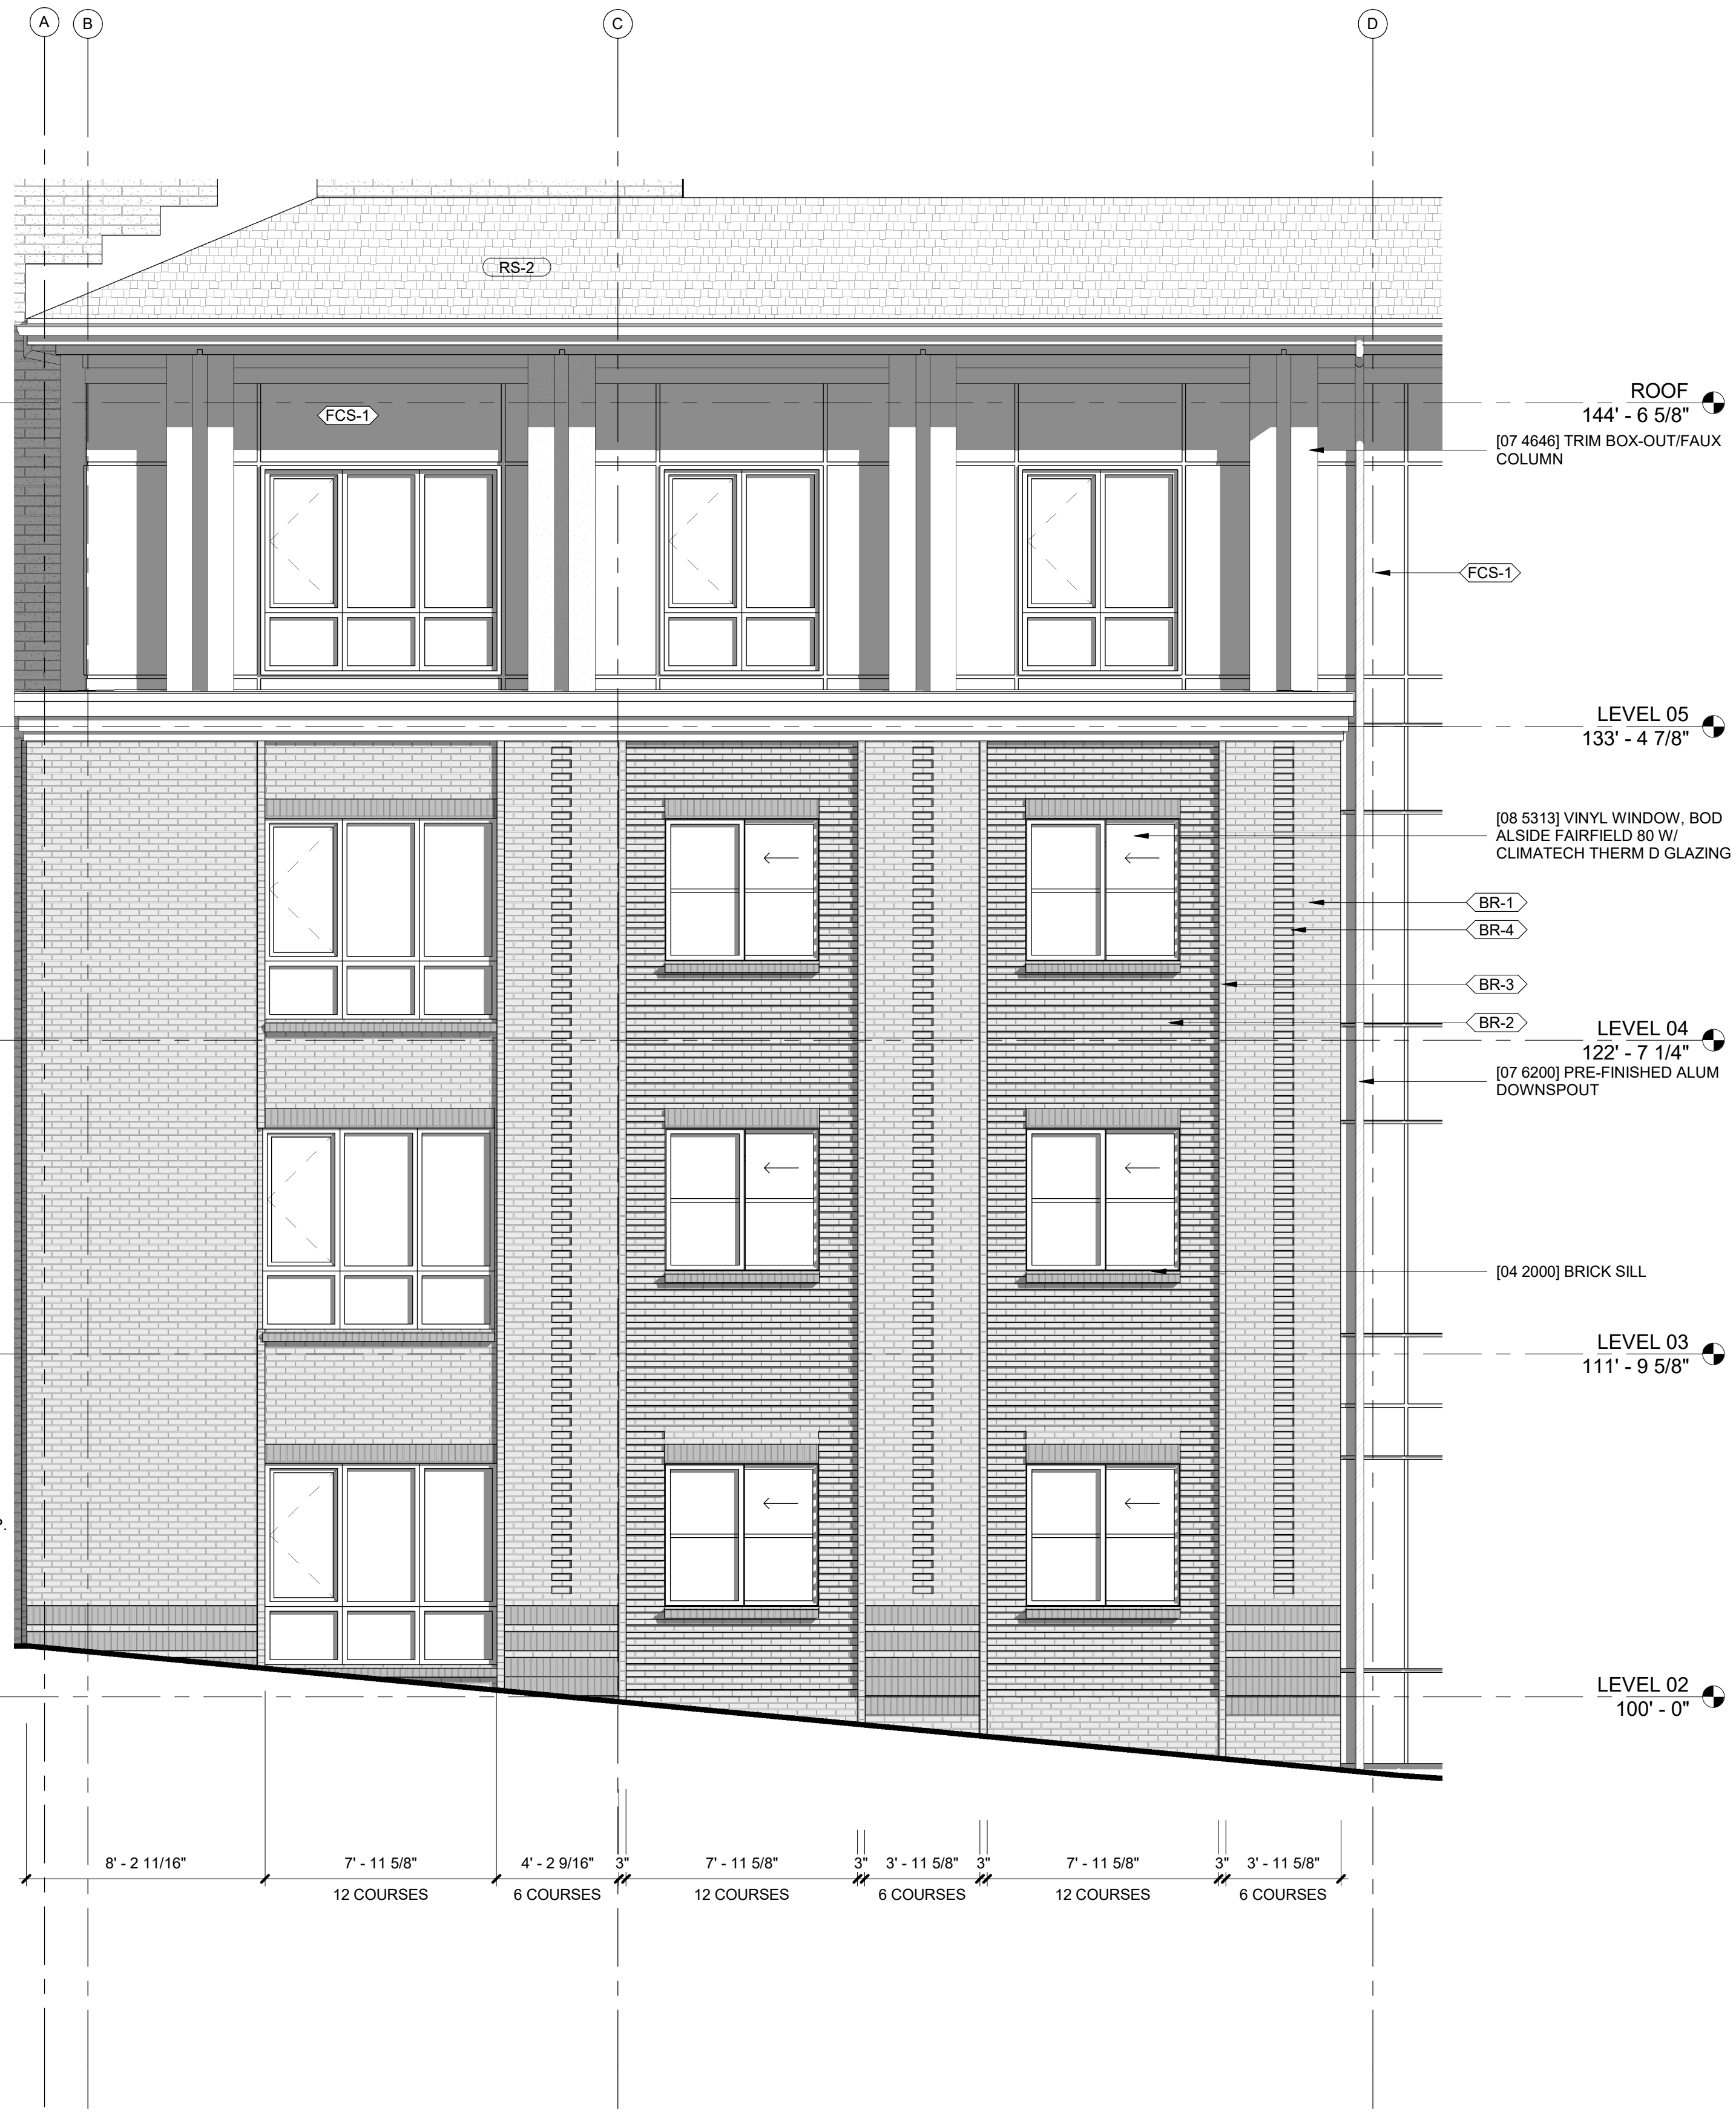 A B C D
RS-2
ROOF
144' - 6 5/8"
FCS-1
[07 4646] TRIM BOX-OUT/FAUX
COLUMN
FCS-1
LEVEL 05
133' - 4 7/8"
[08 5313] VINYL WINDOW, BOD
ALSIDE FAIRFIELD 80 W/
CLIMATECH THERM D GLAZING
BR-1
BR-4
BR-3
BR-2
LEVEL 04
122' - 7 1/4"
[07 6200] PRE-FINISHED ALUM
DOWNSPOUT
[04 2000] BRICK SILL
LEVEL 03
111' - 9 5/8"
LEVEL 02
100' - 0"
8' - 2 11/16" 7' - 11 5/8" 4' - 2 9/16" 3" 7' - 11 5/8" 3" 3' - 11 5/8" 3" 7' - 11 5/8" 3" 3' - 11 5/8"
12 COURSES 6 COURSES 12 COURSES 6 COURSES 12 COURSES 6 COURSES